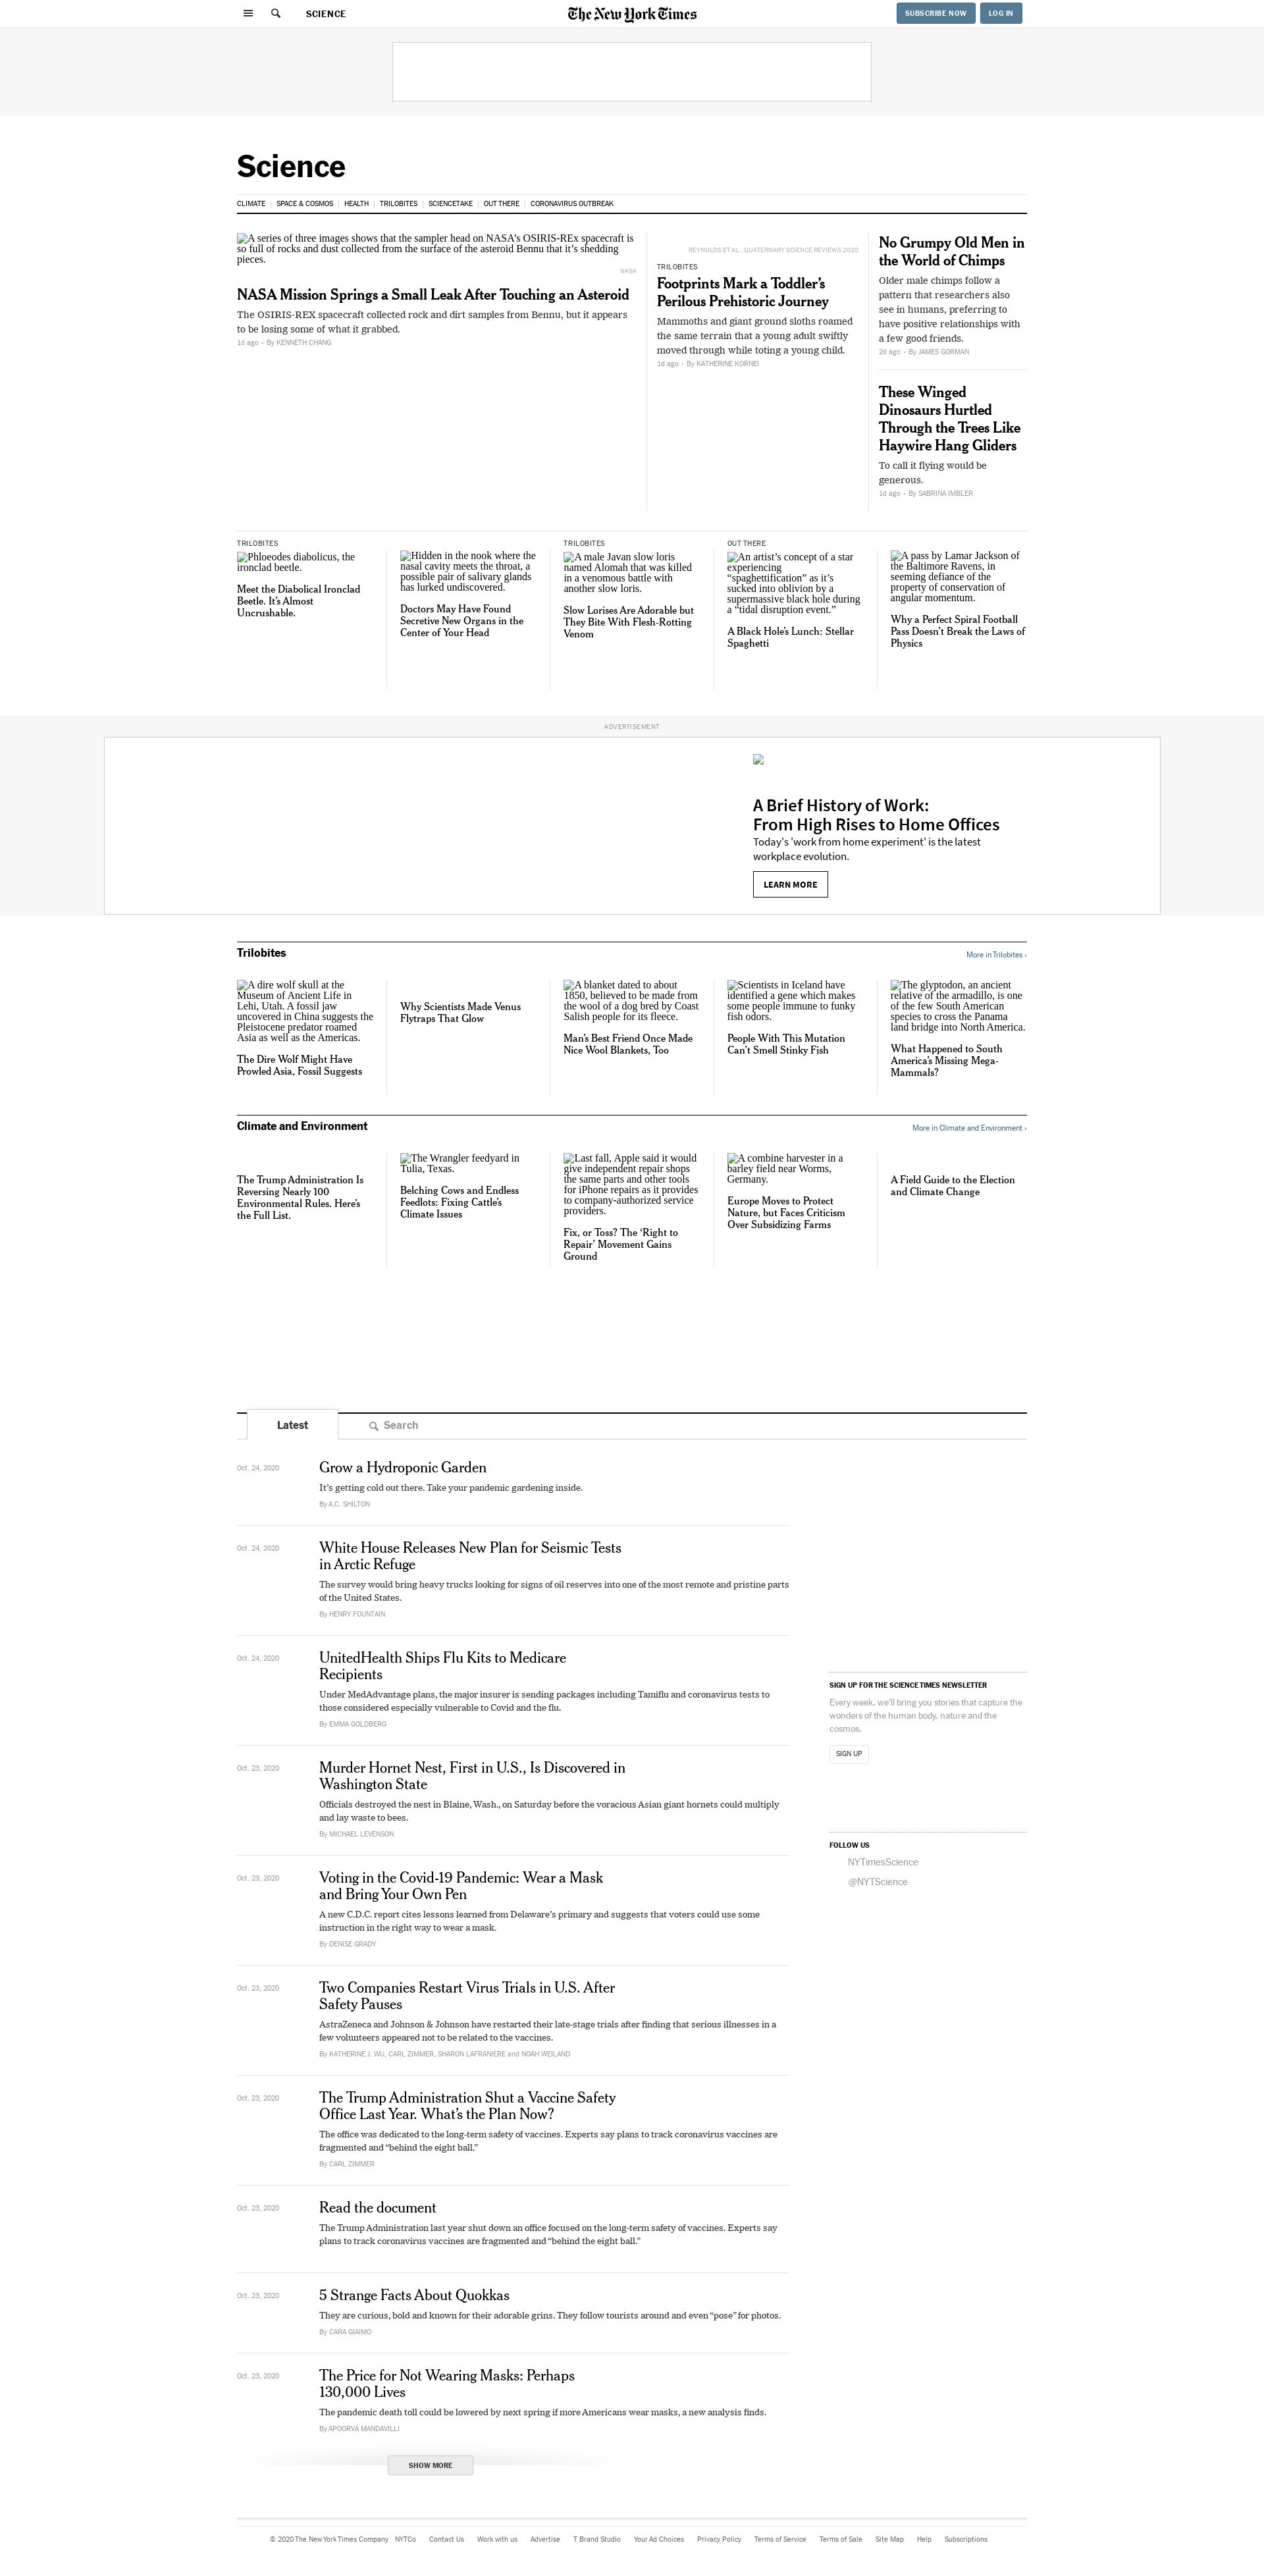 SCIENCE
The New York Times
SUBSCRIBE NOW
LOG IN
Science
CLIMATE | SPACE & COSMOS | HEALTH | TRILOBITES | SCIENCETAKE | OUT THERE | CORONAVIRUS OUTBREAK
A series of three images shows that the sampler head on NASA's OSIRIS-REx spacecraft is
so full of rocks and dust collected from the surface of the asteroid Bennu that it's shedding
pieces.
NASA
NASA Mission Springs a Small Leak After Touching an Asteroid
The OSIRIS-REX spacecraft collected rock and dirt samples from Bennu, but it appears
to be losing some of what it grabbed.
1d ago • By KENNETH CHANG
REYNOLDS ET AL., QUATERNARY SCIENCE REVIEWS 2020
TRILOBITES
Footprints Mark a Toddler's
Perilous Prehistoric Journey
Mammoths and giant ground sloths roamed
the same terrain that a young adult swiftly
moved through while toting a young child.
1d ago • By KATHERINE KORNEI
No Grumpy Old Men in
the World of Chimps
Older male chimps follow a
pattern that researchers also
see in humans, preferring to
have positive relationships with
a few good friends.
2d ago • By JAMES GORMAN
These Winged
Dinosaurs Hurtled
Through the Trees Like
Haywire Hang Gliders
To call it flying would be
generous.
1d ago • By SABRINA IMBLER
TRILOBITES
Phloeodes diabolicus, the
ironclad beetle.
Meet the Diabolical Ironclad
Beetle. It's Almost
Uncrushable.
Hidden in the nook where the
nasal cavity meets the throat, a
possible pair of salivary glands
has lurked undiscovered.
Doctors May Have Found
Secretive New Organs in the
Center of Your Head
TRILOBITES
A male Javan slow loris
named Alomah that was killed
in a venomous battle with
another slow loris.
Slow Lorises Are Adorable but
They Bite With Flesh-Rotting
Venom
OUT THERE
An artist's concept of a star
experiencing
“spaghettification” as it's
sucked into oblivion by a
supermassive black hole during
a “tidal disruption event.”
A Black Hole's Lunch: Stellar
Spaghetti
A pass by Lamar Jackson of
the Baltimore Ravens, in
seeming defiance of the
property of conservation of
angular momentum.
Why a Perfect Spiral Football
Pass Doesn't Break the Laws of
Physics
ADVERTISEMENT
A Brief History of Work:
From High Rises to Home Offices
Today's 'work from home experiment' is the latest
workplace evolution.
LEARN MORE
Trilobites
More in Trilobites ›
A dire wolf skull at the
Museum of Ancient Life in
Lehi, Utah. A fossil jaw
uncovered in China suggests the
Pleistocene predator roamed
Asia as well as the Americas.
The Dire Wolf Might Have
Prowled Asia, Fossil Suggests
Why Scientists Made Venus
Flytraps That Glow
A blanket dated to about
1850, believed to be made from
the wool of a dog bred by Coast
Salish people for its fleece.
Man's Best Friend Once Made
Nice Wool Blankets, Too
Scientists in Iceland have
identified a gene which makes
some people immune to funky
fish odors.
People With This Mutation
Can't Smell Stinky Fish
The glyptodon, an ancient
relative of the armadillo, is one
of the few South American
species to cross the Panama
land bridge into North America.
What Happened to South
America's Missing Mega-
Mammals?
Climate and Environment
More in Climate and Environment ›
The Trump Administration Is
Reversing Nearly 100
Environmental Rules. Here's
the Full List.
The Wrangler feedyard in
Tulia, Texas.
Belching Cows and Endless
Feedlots: Fixing Cattle's
Climate Issues
Last fall, Apple said it would
give independent repair shops
the same parts and other tools
for iPhone repairs as it provides
to company-authorized service
providers.
Fix, or Toss? The ‘Right to
Repair’ Movement Gains
Ground
A combine harvester in a
barley field near Worms,
Germany.
Europe Moves to Protect
Nature, but Faces Criticism
Over Subsidizing Farms
A Field Guide to the Election
and Climate Change
Latest
Search
Oct. 24, 2020
Grow a Hydroponic Garden
It's getting cold out there. Take your pandemic gardening inside.
By A.C. SHILTON
Oct. 24, 2020
White House Releases New Plan for Seismic Tests
in Arctic Refuge
The survey would bring heavy trucks looking for signs of oil reserves into one of the most remote and pristine parts
of the United States.
By HENRY FOUNTAIN
Oct. 24, 2020
UnitedHealth Ships Flu Kits to Medicare
Recipients
Under MedAdvantage plans, the major insurer is sending packages including Tamiflu and coronavirus tests to
those considered especially vulnerable to Covid and the flu.
By EMMA GOLDBERG
Oct. 23, 2020
Murder Hornet Nest, First in U.S., Is Discovered in
Washington State
Officials destroyed the nest in Blaine, Wash., on Saturday before the voracious Asian giant hornets could multiply
and lay waste to bees.
By MICHAEL LEVENSON
Oct. 23, 2020
Voting in the Covid-19 Pandemic: Wear a Mask
and Bring Your Own Pen
A new C.D.C. report cites lessons learned from Delaware's primary and suggests that voters could use some
instruction in the right way to wear a mask.
By DENISE GRADY
Oct. 23, 2020
Two Companies Restart Virus Trials in U.S. After
Safety Pauses
AstraZeneca and Johnson & Johnson have restarted their late-stage trials after finding that serious illnesses in a
few volunteers appeared not to be related to the vaccines.
By KATHERINE J. WU, CARL ZIMMER, SHARON LAFRANIERE and NOAH WEILAND
Oct. 23, 2020
The Trump Administration Shut a Vaccine Safety
Office Last Year. What's the Plan Now?
The office was dedicated to the long-term safety of vaccines. Experts say plans to track coronavirus vaccines are
fragmented and “behind the eight ball.”
By CARL ZIMMER
Oct. 23, 2020
Read the document
The Trump Administration last year shut down an office focused on the long-term safety of vaccines. Experts say
plans to track coronavirus vaccines are fragmented and “behind the eight ball.”
Oct. 23, 2020
5 Strange Facts About Quokkas
They are curious, bold and known for their adorable grins. They follow tourists around and even “pose” for photos.
By CARA GIAIMO
Oct. 23, 2020
The Price for Not Wearing Masks: Perhaps
130,000 Lives
The pandemic death toll could be lowered by next spring if more Americans wear masks, a new analysis finds.
By APOORVA MANDAVILLI
SHOW MORE
SIGN UP FOR THE SCIENCE TIMES NEWSLETTER
Every week, we'll bring you stories that capture the
wonders of the human body, nature and the
cosmos.
SIGN UP
FOLLOW US
NYTimesScience
@NYTScience
© 2020 The New York Times Company NYTCo Contact Us Work with us Advertise T Brand Studio Your Ad Choices Privacy Policy Terms of Service Terms of Sale Site Map Help Subscriptions